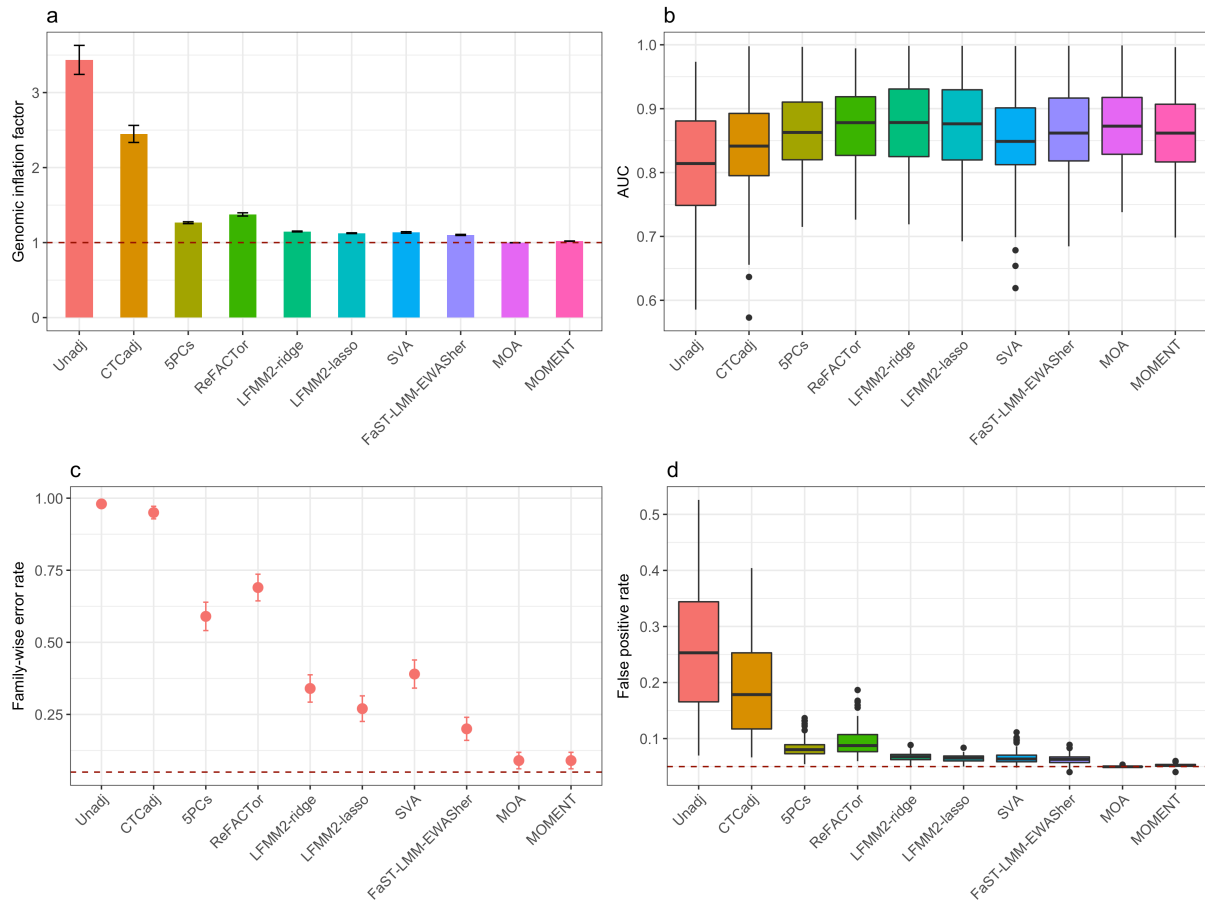 a
Genomic inflation factor
3
2
1
0
Unadj
CTCadj
5PCs
ReFACTor
LFMM2-ridge
LFMM2-lasso
SVA
FaST-LMM-EWASher
MOA
MOMENT
b
AUC
1.0
0.9
0.8
0.7
0.6
Unadj
CTCadj
5PCs
ReFACTor
LFMM2-ridge
LFMM2-lasso
SVA
FaST-LMM-EWASher
MOA
MOMENT
c
Family-wise error rate
1.00
0.75
0.50
0.25
Unadj
CTCadj
5PCs
ReFACTor
LFMM2-ridge
LFMM2-lasso
SVA
FaST-LMM-EWASher
MOA
MOMENT
d
False positive rate
0.5
0.4
0.3
0.2
0.1
Unadj
CTCadj
5PCs
ReFACTor
LFMM2-ridge
LFMM2-lasso
SVA
FaST-LMM-EWASher
MOA
MOMENT